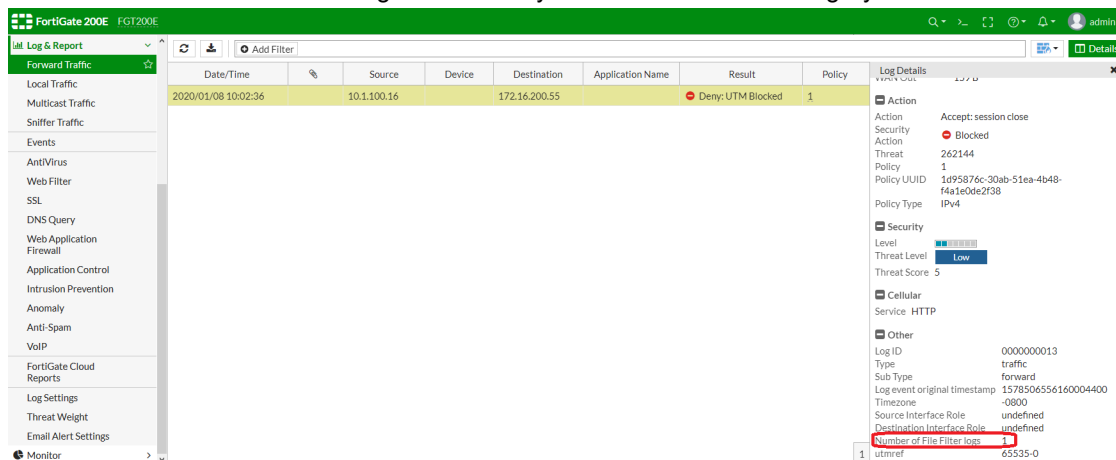 FortiGate 200E FGT200E
admin
Log & Report
Forward Traffic
Local Traffic
Multicast Traffic
Sniffer Traffic
Events
AntiVirus
Web Filter
SSL
DNS Query
Web Application
Firewall
Application Control
Intrusion Prevention
Anomaly
Anti-Spam
VoIP
FortiGate Cloud
Reports
Log Settings
Threat Weight
Email Alert Settings
Monitor
Add Filter
Details
Date/Time Source Device Destination Application Name Result Policy
2020/01/08 10:02:36 10.1.100.16 172.16.200.55 Deny: UTM Blocked 1
1
Log Details
WAN Out 139 B
Action
Action Accept: session close
Security
Action Blocked
Threat 262144
Policy 1
Policy UUID 1d95876c-30ab-51ea-4b48-
f4a1e0de2f38
Policy Type IPv4
Security
Level
Threat Level Low
Threat Score 5
Cellular
Service HTTP
Other
Log ID 0000000013
Type traffic
Sub Type forward
Log event original timestamp 1578506556160004400
Timezone -0800
Source Interface Role undefined
Destination Interface Role undefined
Number of File Filter logs 1
utmref 65535-0